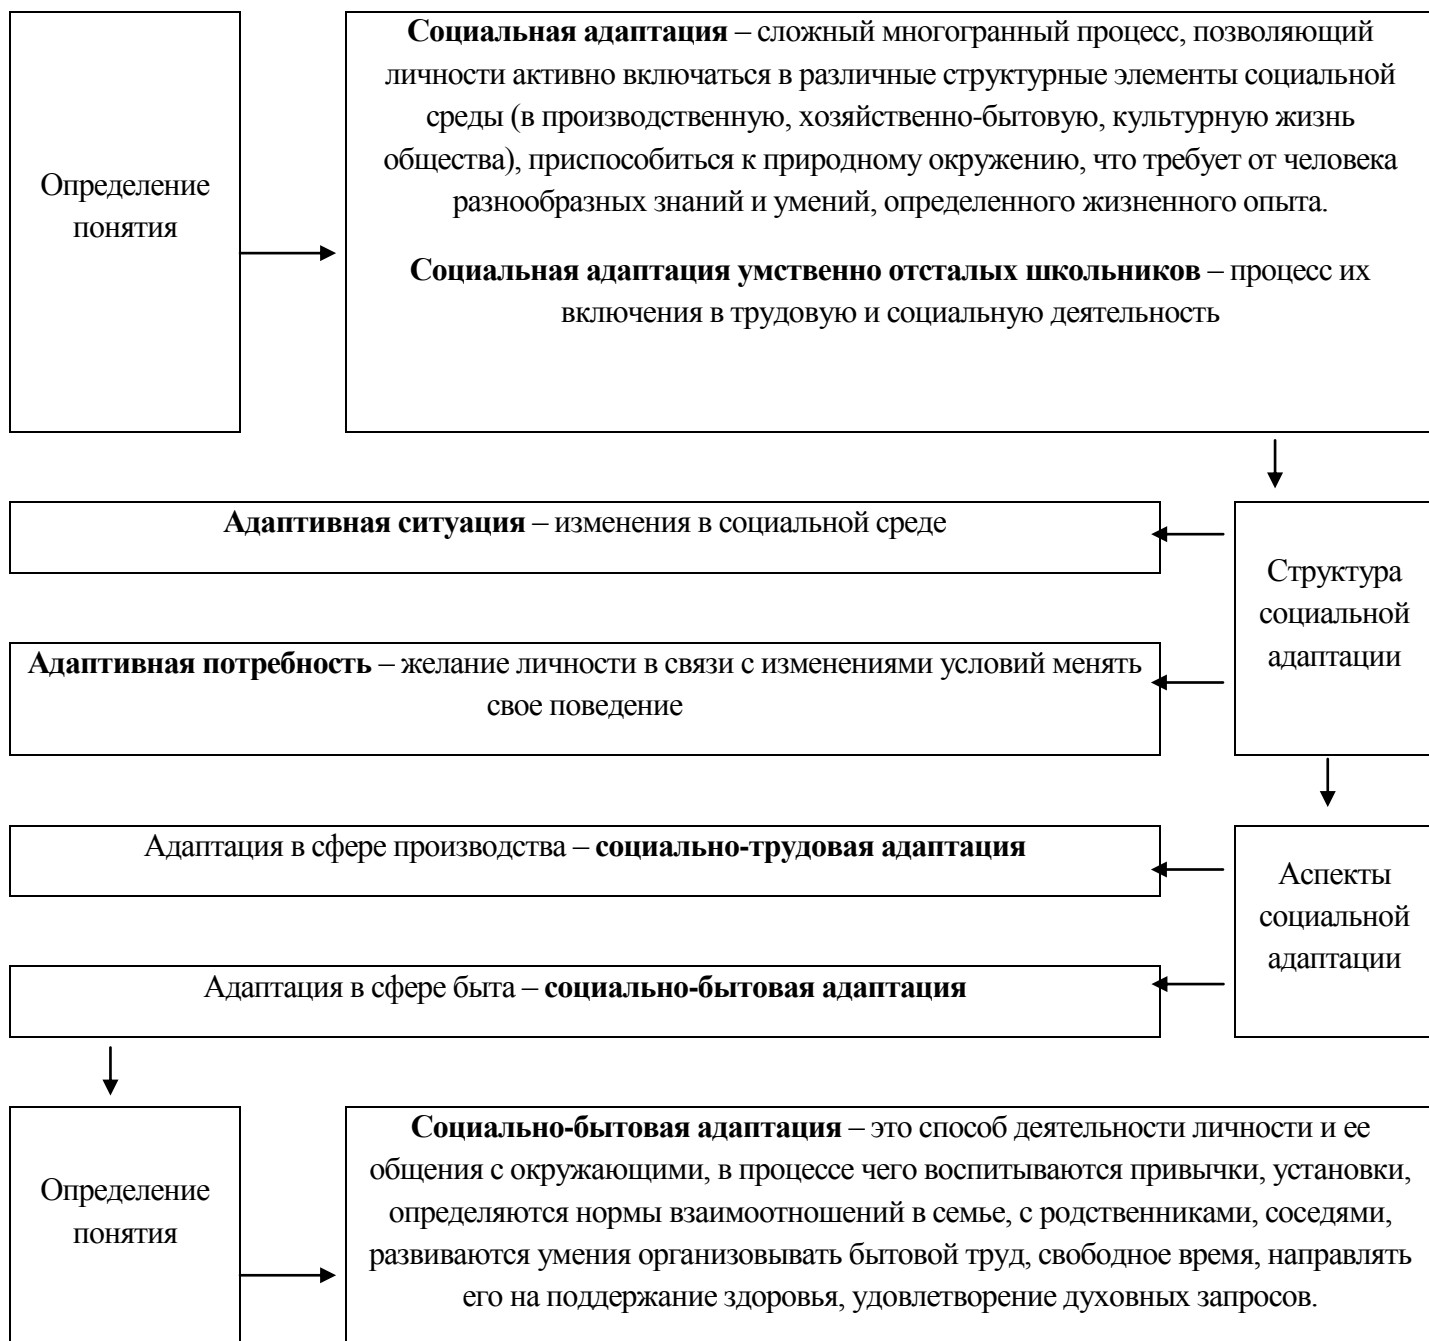 Определение
понятия
Социальная адаптация – сложный многогранный процесс, позволяющий
личности активно включаться в различные структурные элементы социальной
среды (в производственную, хозяйственно-бытовую, культурную жизнь
общества), приспособиться к природному окружению, что требует от человека
разнообразных знаний и умений, определенного жизненного опыта.
Социальная адаптация умственно отсталых школьников – процесс их
включения в трудовую и социальную деятельность
Структура
социальной
адаптации
Адаптивная ситуация – изменения в социальной среде
Адаптивная потребность – желание личности в связи с изменениями условий менять
свое поведение
Аспекты
социальной
адаптации
Адаптация в сфере производства – социально-трудовая адаптация
Адаптация в сфере быта – социально-бытовая адаптация
Определение
понятия
Социально-бытовая адаптация – это способ деятельности личности и ее
общения с окружающими, в процессе чего воспитываются привычки, установки,
определяются нормы взаимоотношений в семье, с родственниками, соседями,
развиваются умения организовывать бытовой труд, свободное время, направлять
его на поддержание здоровья, удовлетворение духовных запросов.